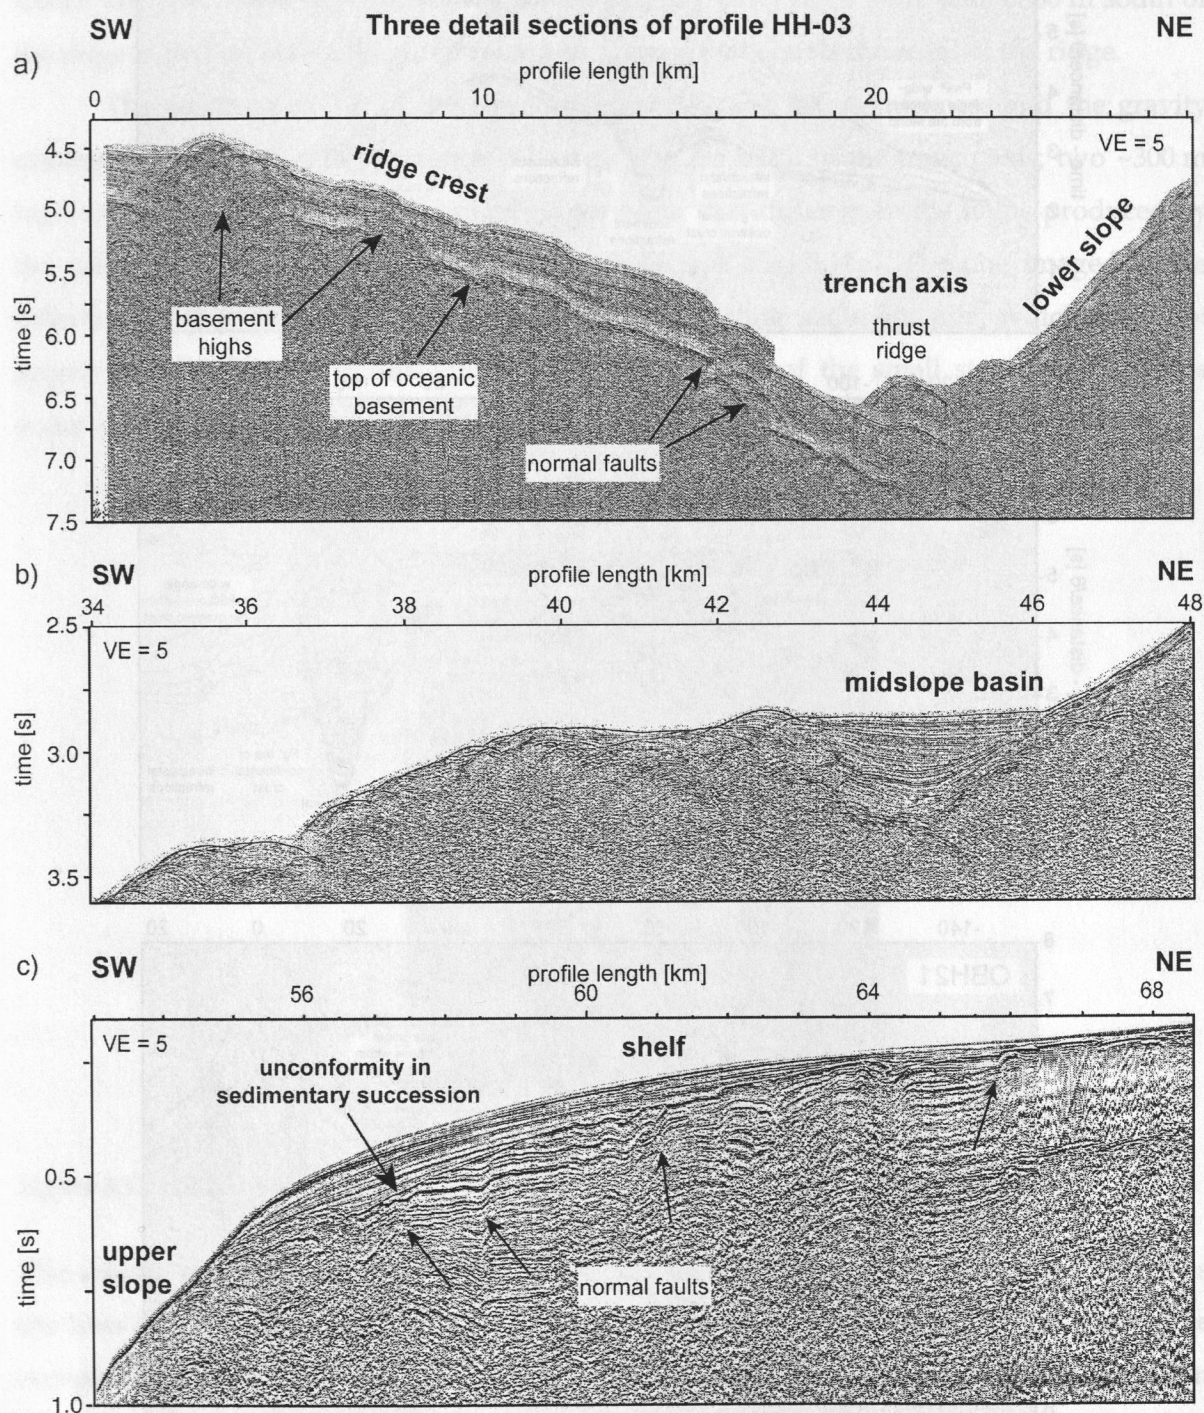 Three detail sections of profile HH-03
SW
NE
a)
profile length [km]
0 10 20
VE = 5
time [s]
4.5
5.0
5.5
6.0
6.5
7.0
7.5
ridge crest
basement
highs
top of oceanic
basement
normal faults
trench axis
thrust
ridge
lower slope
b)
SW
NE
profile length [km]
34 36 38 40 42 44 46 48
VE = 5
time [s]
2.5
3.0
3.5
midslope basin
c)
SW
NE
profile length [km]
56 60 64 68
VE = 5
time [s]
0.5
1.0
shelf
unconformity in
sedimentary succession
upper
slope
normal faults